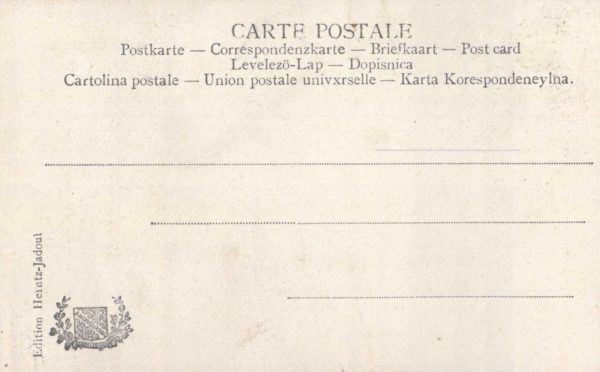 CARTE POSTALE
Postkarte — Correspondenzkarte — Briefkaart — Post card
Levelezö-Lap — Dopisnica
Cartolina postale — Union postale univxrselle — Karta Korespondeneylna.
Edition Herntz-Jadoul